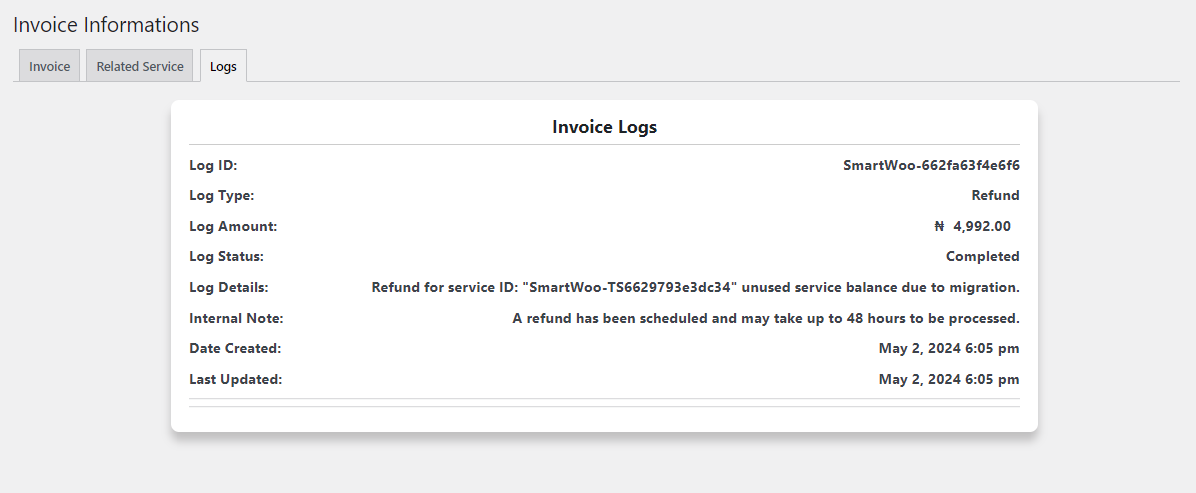 Invoice Informations
Invoice Related Service Logs
Invoice Logs
Log ID: SmartWoo-662fa63f4e6f6
Log Type: Refund
Log Amount: ₦ 4,992.00
Log Status: Completed
Log Details: Refund for service ID: "SmartWoo-TS6629793e3dc34" unused service balance due to migration.
Internal Note: A refund has been scheduled and may take up to 48 hours to be processed.
Date Created: May 2, 2024 6:05 pm
Last Updated: May 2, 2024 6:05 pm